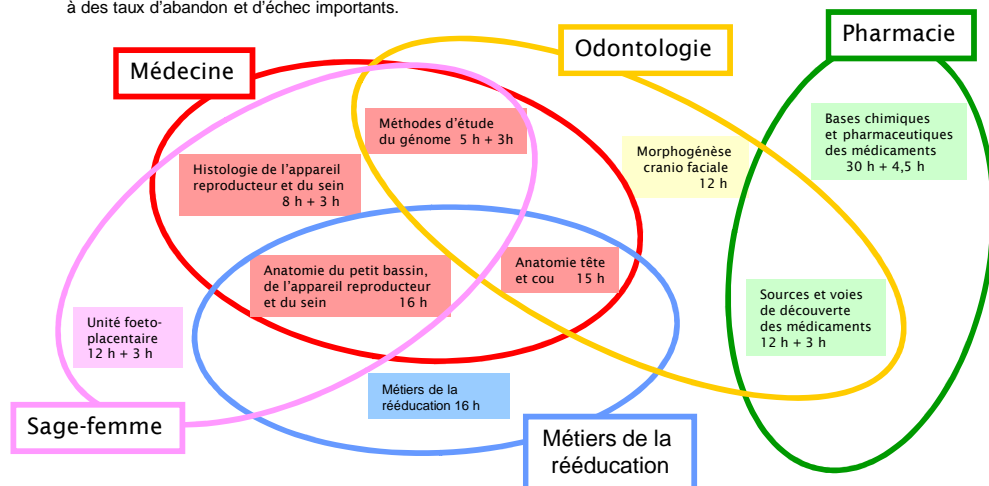 à des taux d'abandon et d'échec importants.
Médecine
Odontologie
Pharmacie
Méthodes d'étude
du génome 5 h + 3h
Bases chimiques
et pharmaceutiques
des médicaments
30 h + 4,5 h
Morphogénèse
cranio faciale
12 h
Histologie de l'appareil
reproducteur et du sein
8 h + 3 h
Anatomie du petit bassin,
de l'appareil reproducteur
et du sein 16 h
Anatomie tête
et cou 15 h
Sources et voies
de découverte
des médicaments
12 h + 3 h
Unité foeto-
placentaire
12 h + 3 h
Métiers de la
rééducation 16 h
Sage-femme
Métiers de la
rééducation